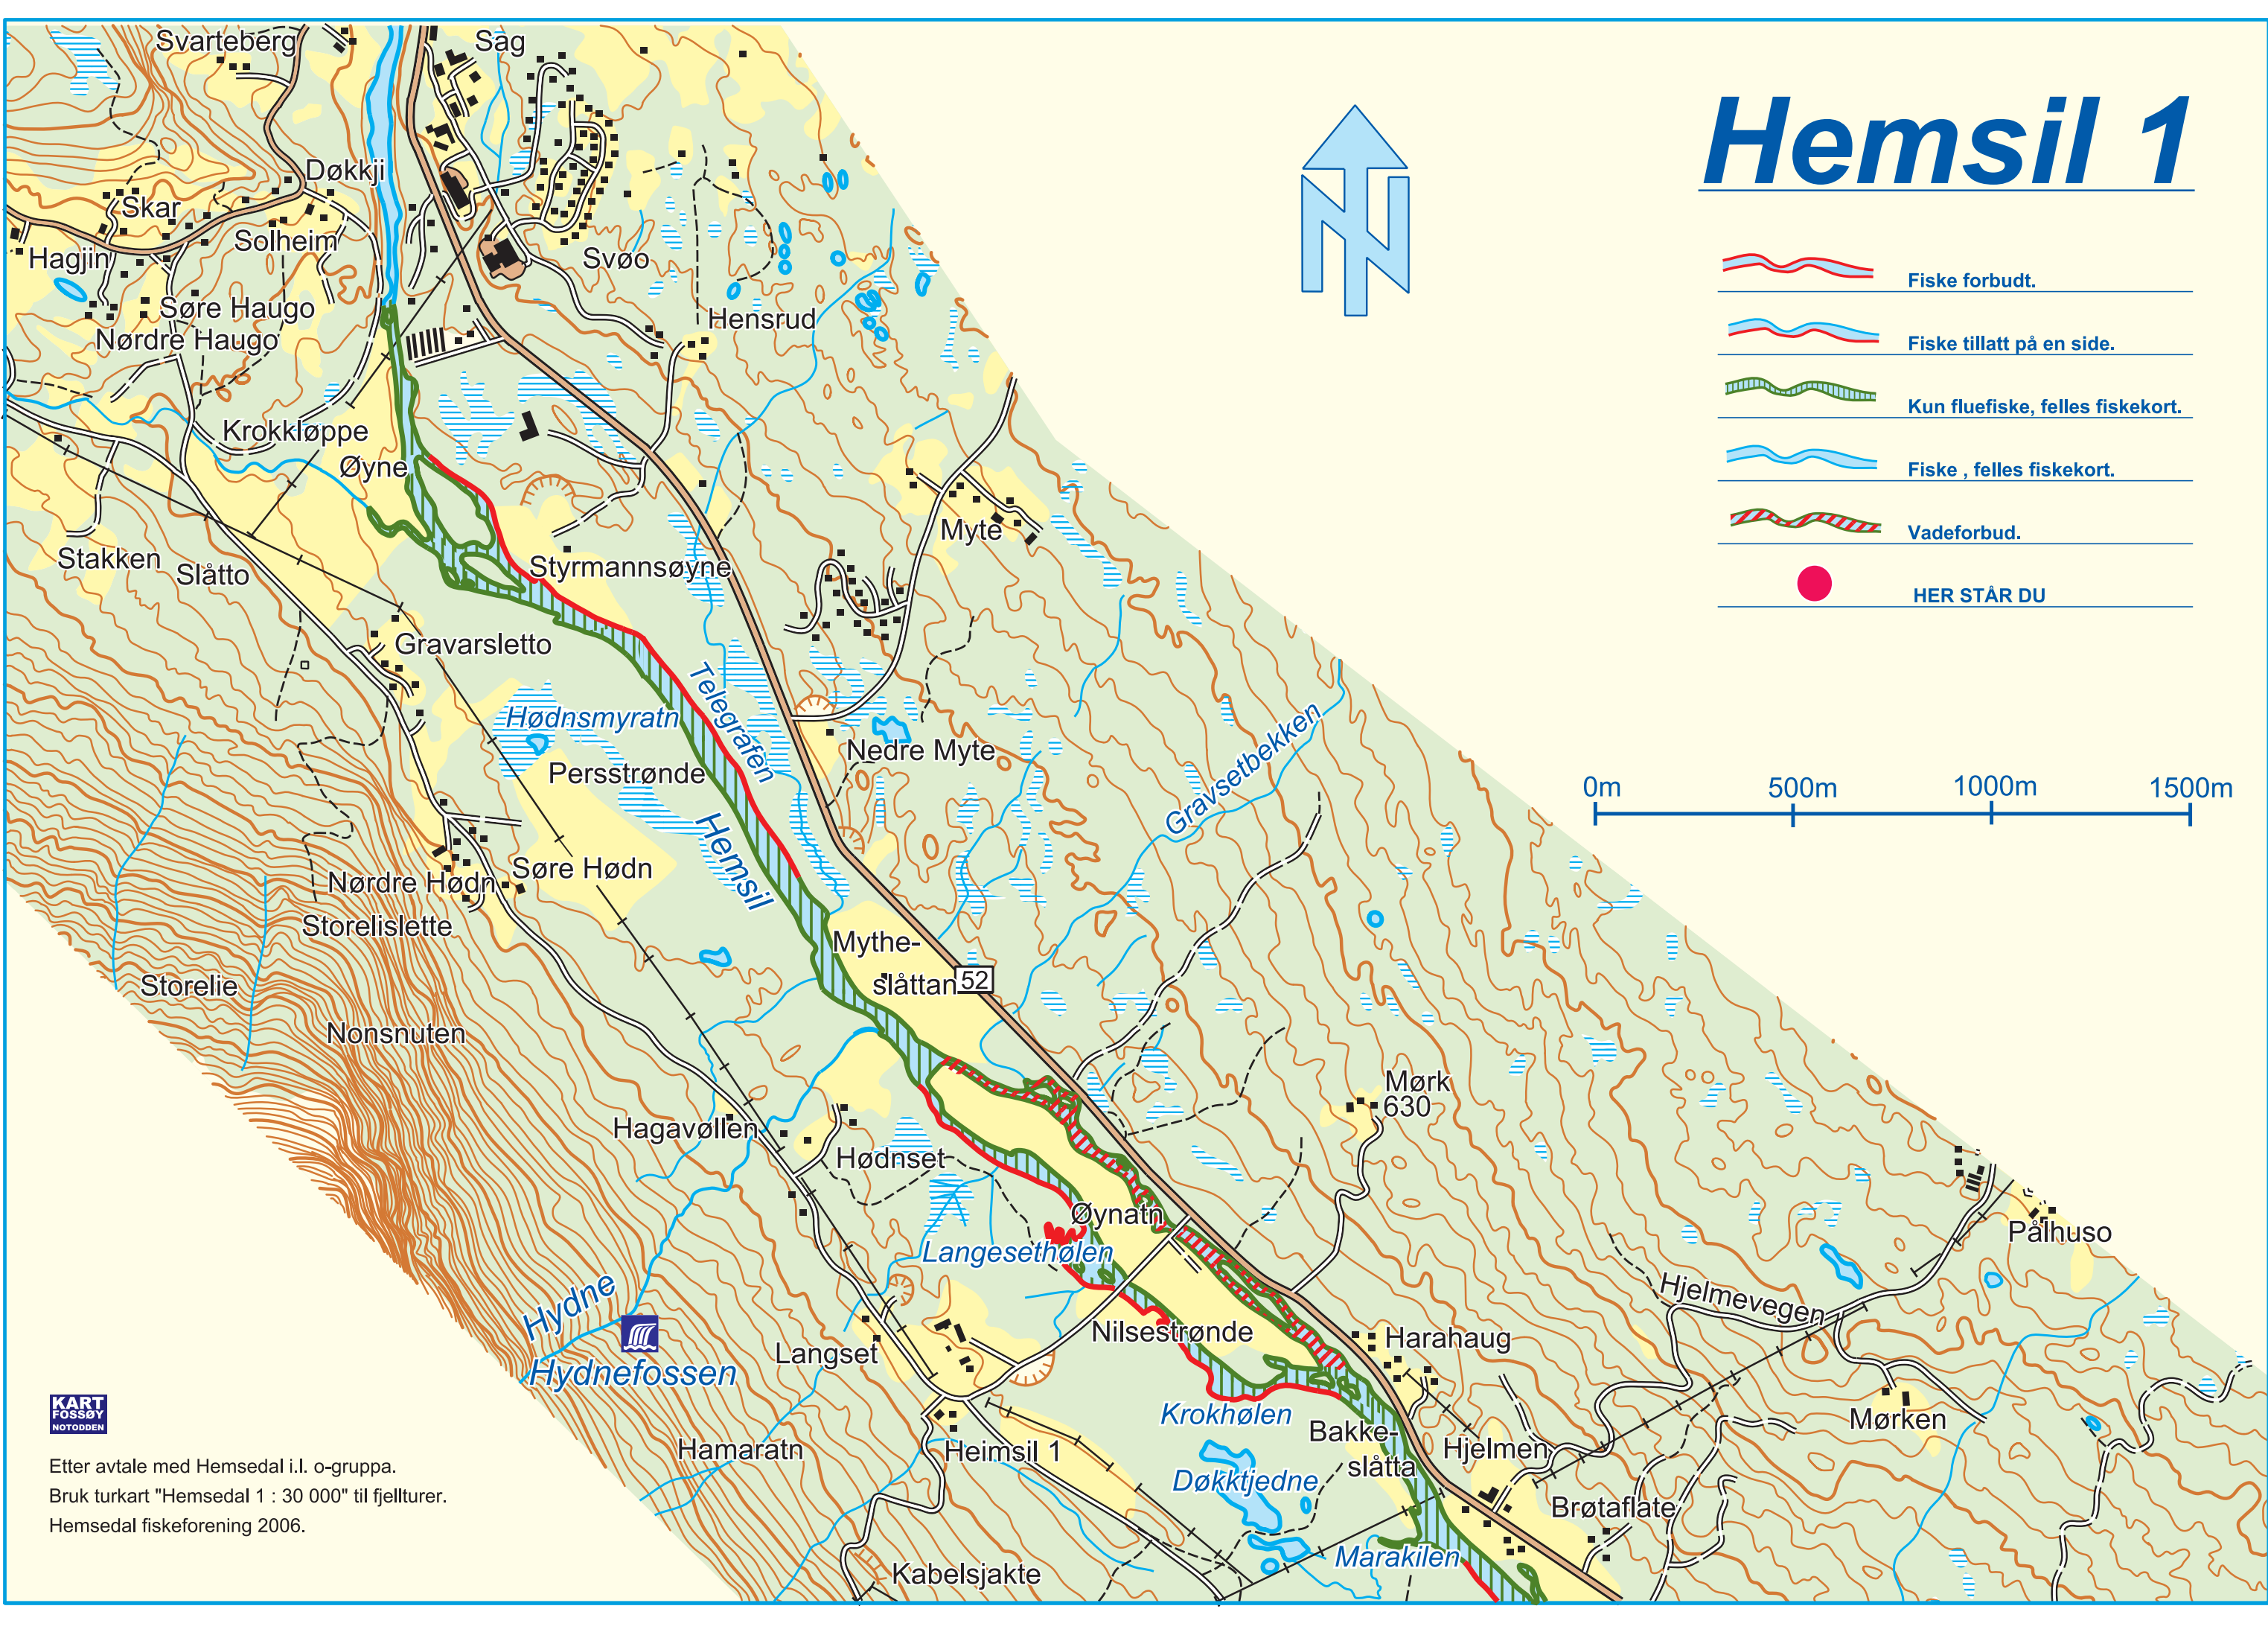 Hemsil 1
Fiske forbudt.
Fiske tillatt på en side.
Kun fluefiske, felles fiskekort.
Fiske , felles fiskekort.
Vadeforbud.
HER STÅR DU
0m 500m 1000m 1500m
N
Svarteberg
Sag
Døkkji
Skar
Solheim
Hagjin
Svøo
Søre Haugo
Hensrud
Nørdre Haugo
Krokkløppe
Øyne
Myte
Stakken
Slåtto
Styrmannsøyne
Gravarsletto
Telegrafen
Hødnsmyratn
Nedre Myte
Gravsetbekken
Persstrønde
Hemsil
Søre Hødn
Nørdre Hødn
Storelislette
Mythe-
slåttan
52
Storelie
Nonsnuten
Mørk
630
Hagavøllen
Hødnset
Øynatn
Langesethølen
Pålhuso
Hjelmevegen
Hydne
Nilsestrønde
Harahaug
Langset
Hydnefossen
Krokhølen
Mørken
Bakke-
slåtta
Hjelmen
Hamaratn
Heimsil 1
Døkktjedne
Brøtaflate
Marakilen
Kabelsjakte
KART
FOSSØY
NOTODDEN
Etter avtale med Hemsedal i.l. o-gruppa.
Bruk turkart "Hemsedal 1 : 30 000" til fjellturer.
Hemsedal fiskeforening 2006.